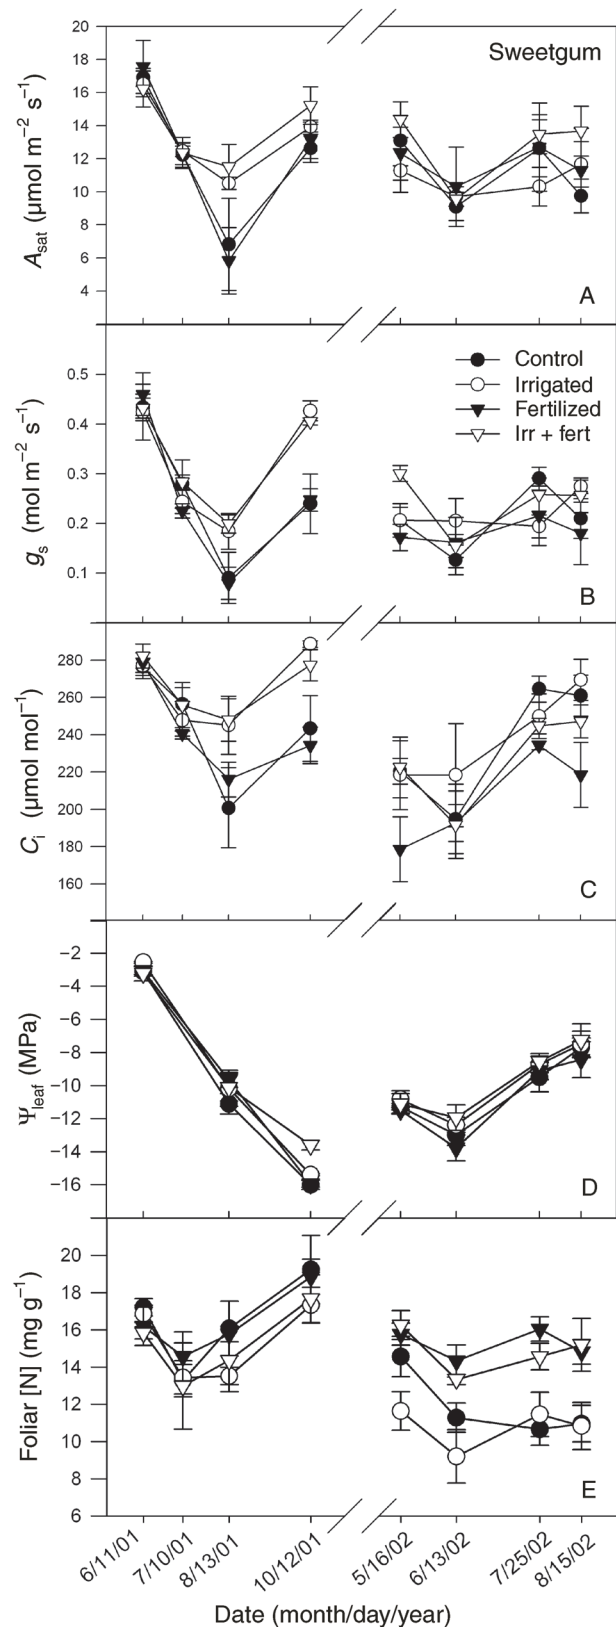 20
18
16
14
12
10
8
6
4
Sweetgum
A_sat (μmol m⁻² s⁻¹)
A
0.5
0.4
0.3
0.2
0.1
g_s (mol m⁻² s⁻¹)
Control
Irrigated
Fertilized
Irr + fert
B
280
260
240
220
200
180
160
C_i (μmol mol⁻¹)
C
−2
−4
−6
−8
−10
−12
−14
−16
Ψ_leaf (MPa)
D
20
18
16
14
12
10
8
6
Foliar [N] (mg g⁻¹)
E
6/11/01
7/10/01
8/13/01
10/12/01
5/16/02
6/13/02
7/25/02
8/15/02
Date (month/day/year)